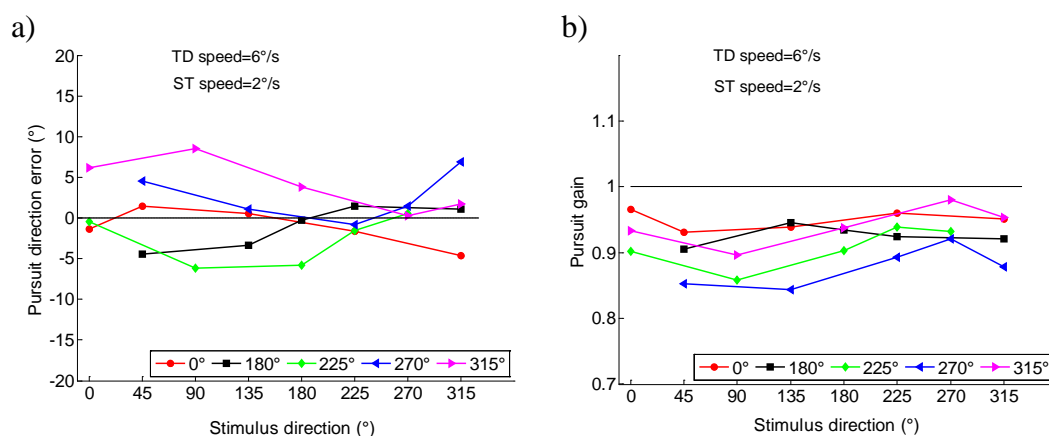 a)
TD speed=6°/s
ST speed=2°/s
Pursuit direction error (°)
20
15
10
5
0
-5
-10
-15
-20
0° 180° 225° 270° 315°
0 45 90 135 180 225 270 315
Stimulus direction (°)
b)
TD speed=6°/s
ST speed=2°/s
Pursuit gain
1.1
1
0.9
0.8
0.7
0° 180° 225° 270° 315°
0 45 90 135 180 225 270 315
Stimulus direction (°)